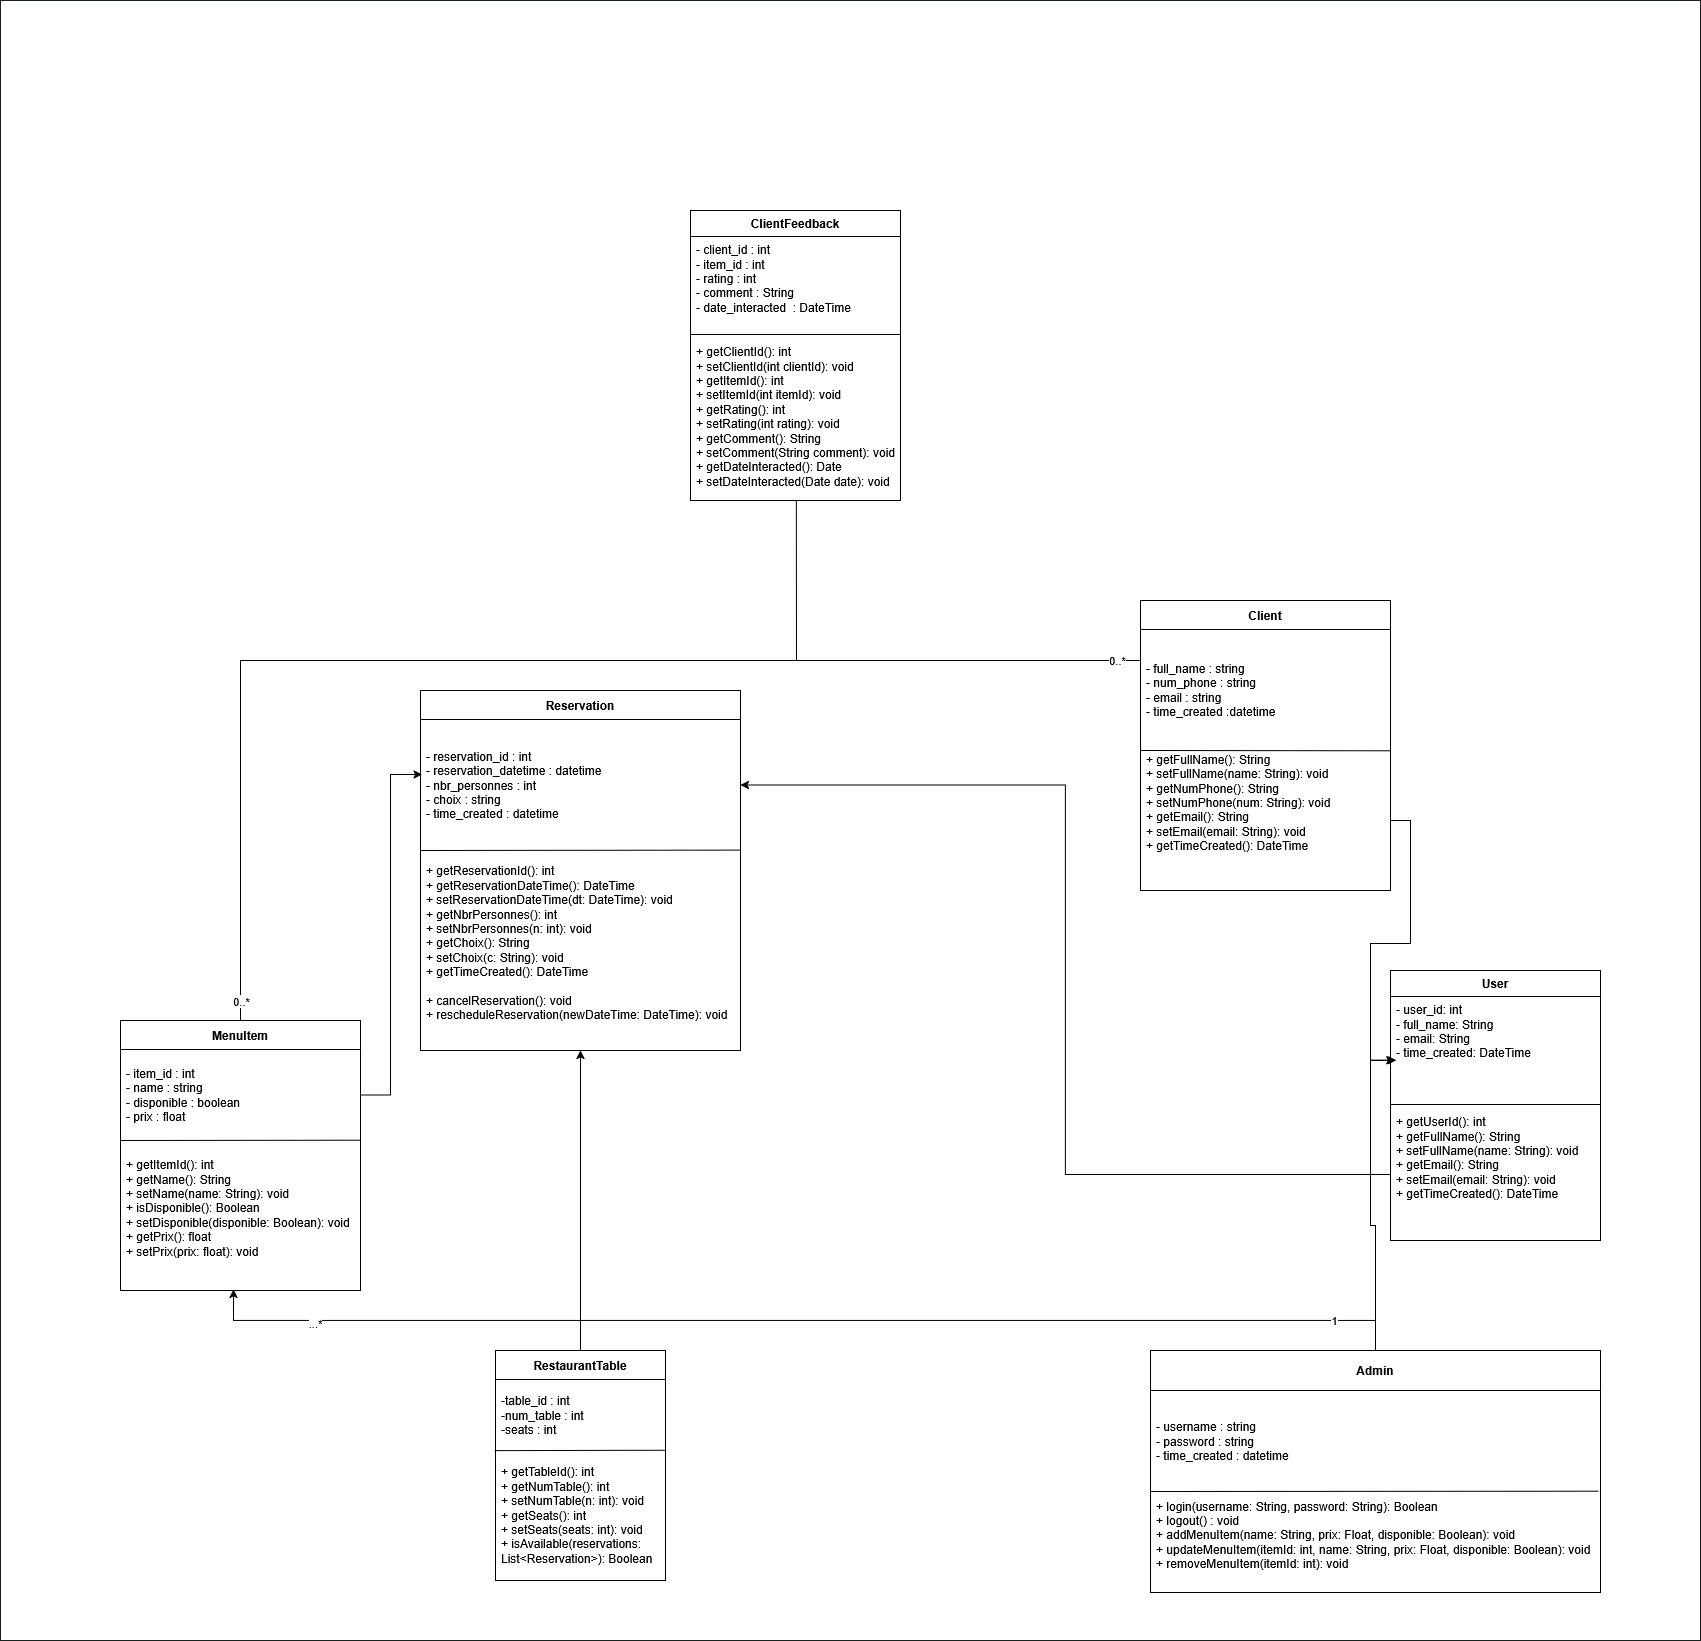 ClientFeedback
- client_id : int
- item_id : int
- rating : int
- comment : String
- date_interacted  : DateTime
+ getClientId(): int
+ setClientId(int clientId): void
+ getItemId(): int
+ setItemId(int itemId): void
+ getRating(): int
+ setRating(int rating): void
+ getComment(): String
+ setComment(String comment): void
+ getDateInteracted(): Date
+ setDateInteracted(Date date): void
Client
- full_name : string
- num_phone : string
- email : string
- time_created :datetime
+ getFullName(): String
+ setFullName(name: String): void
+ getNumPhone(): String
+ setNumPhone(num: String): void
+ getEmail(): String
+ setEmail(email: String): void
+ getTimeCreated(): DateTime
0..*
Reservation
- reservation_id : int
- reservation_datetime : datetime
- nbr_personnes : int
- choix : string
- time_created : datetime
+ getReservationId(): int
+ getReservationDateTime(): DateTime
+ setReservationDateTime(dt: DateTime): void
+ getNbrPersonnes(): int
+ setNbrPersonnes(n: int): void
+ getChoix(): String
+ setChoix(c: String): void
+ getTimeCreated(): DateTime
+ cancelReservation(): void
+ rescheduleReservation(newDateTime: DateTime): void
User
- user_id: int
- full_name: String
- email: String
- time_created: DateTime
+ getUserId(): int
+ getFullName(): String
+ setFullName(name: String): void
+ getEmail(): String
+ setEmail(email: String): void
+ getTimeCreated(): DateTime
0..*
MenuItem
- item_id : int
- name : string
- disponible : boolean
- prix : float
+ getItemId(): int
+ getName(): String
+ setName(name: String): void
+ isDisponible(): Boolean
+ setDisponible(disponible: Boolean): void
+ getPrix(): float
+ setPrix(prix: float): void
...*
1
RestaurantTable
-table_id : int
-num_table : int
-seats : int
+ getTableId(): int
+ getNumTable(): int
+ setNumTable(n: int): void
+ getSeats(): int
+ setSeats(seats: int): void
+ isAvailable(reservations:
List<Reservation>): Boolean
Admin
- username : string
- password : string
- time_created : datetime
+ login(username: String, password: String): Boolean
+ logout() : void
+ addMenuItem(name: String, prix: Float, disponible: Boolean): void
+ updateMenuItem(itemId: int, name: String, prix: Float, disponible: Boolean): void
+ removeMenuItem(itemId: int): void